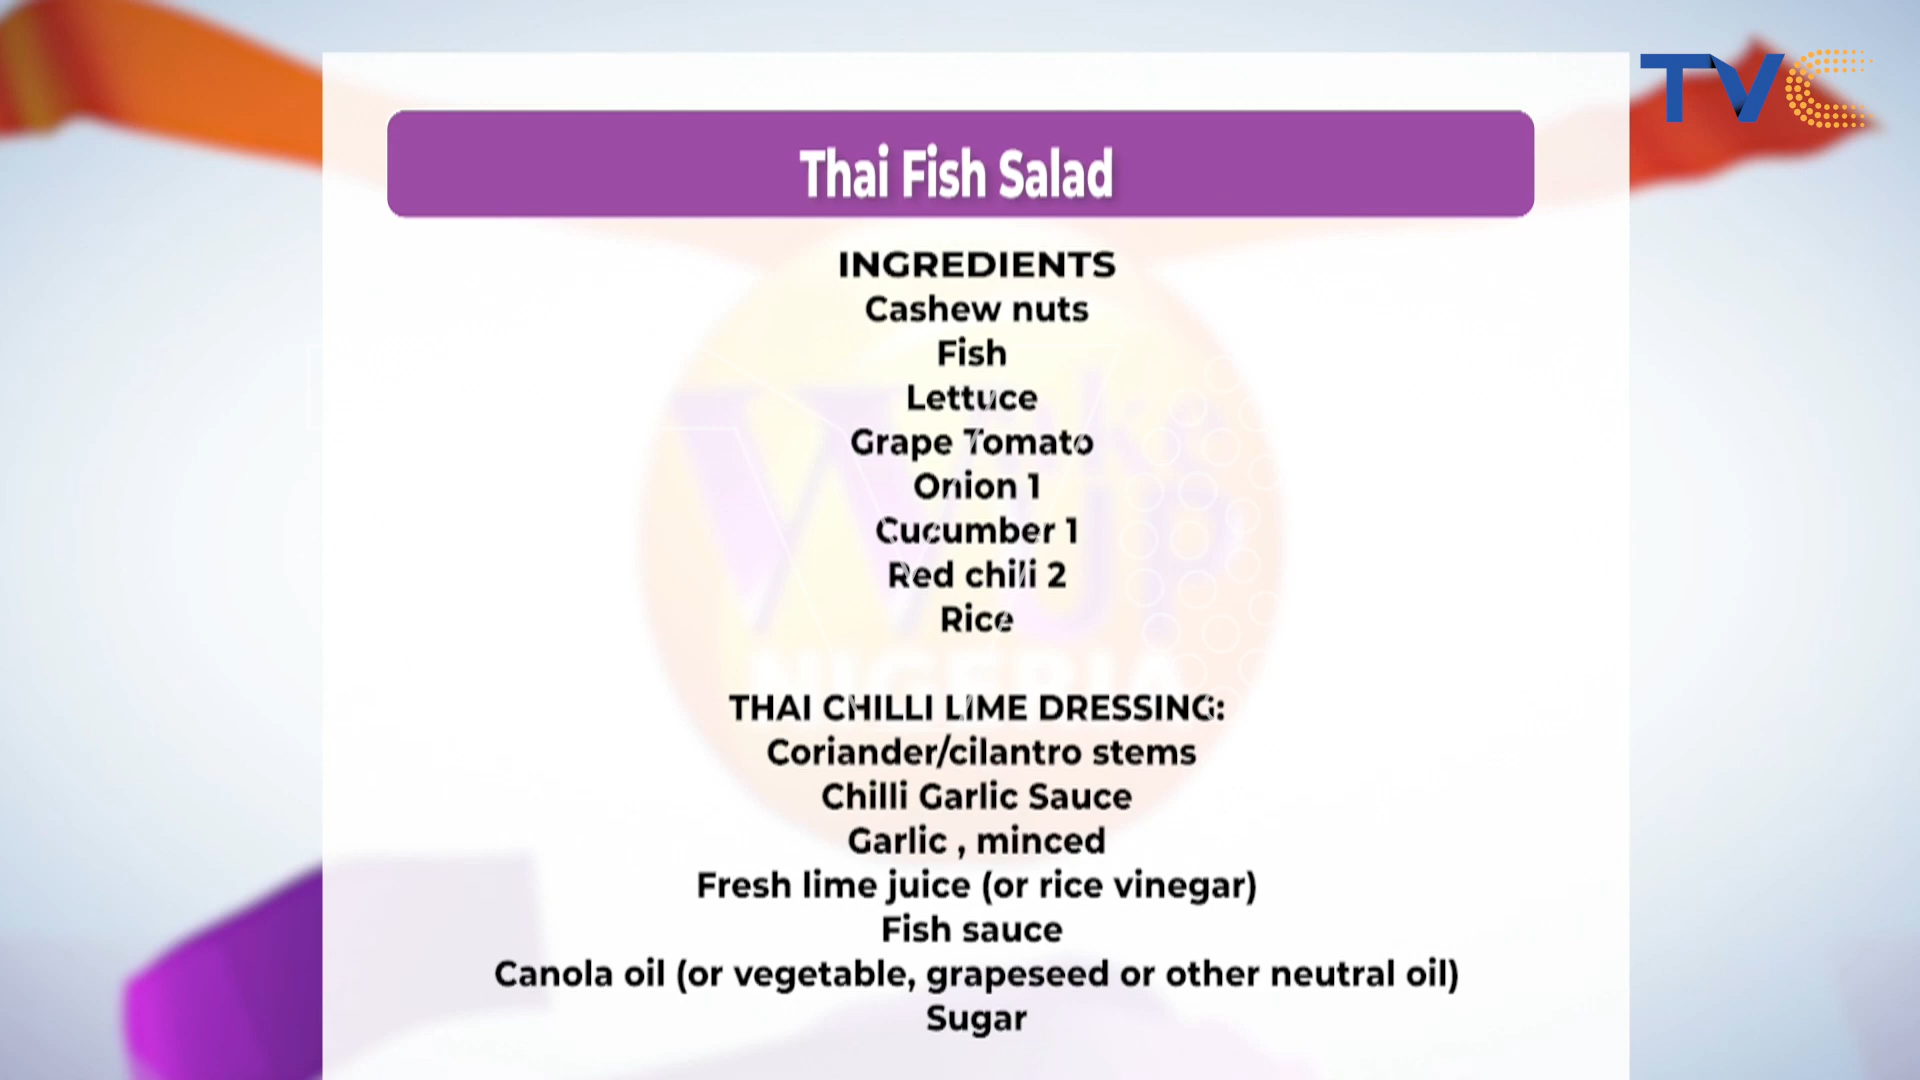 TVC
Thai Fish Salad
INGREDIENTS
Cashew nuts
Fish
Lettuce
Grape Tomato
Onion 1
Cucumber 1
Red chili 2
Rice
NIGERIA
THAI CHILLI LIME DRESSING:
Coriander/cilantro stems
Chilli Garlic Sauce
Garlic , minced
Fresh lime juice (or rice vinegar)
Fish sauce
Canola oil (or vegetable, grapeseed or other neutral oil)
Sugar